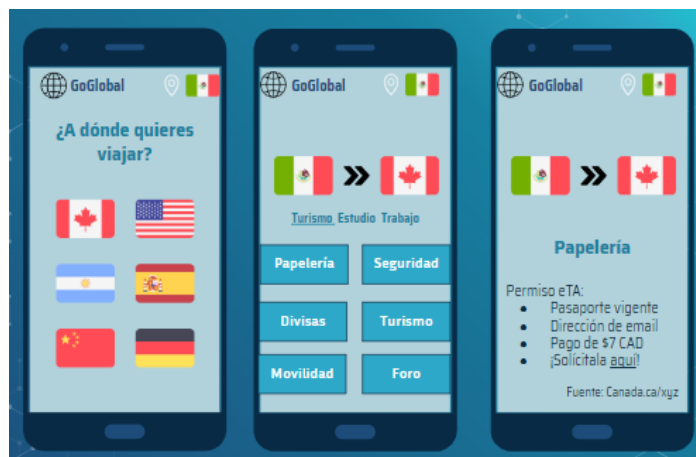 GoGlobal
¿A dónde quieres
viajar?
GoGlobal
Turismo Estudio Trabajo
Papelería
Seguridad
Divisas
Turismo
Movilidad
Foro
GoGlobal
Papelería
Permiso eTA:
• Pasaporte vigente
• Dirección de email
• Pago de $7 CAD
• ¡Solicítala aquí!
Fuente: Canada.ca/xyz